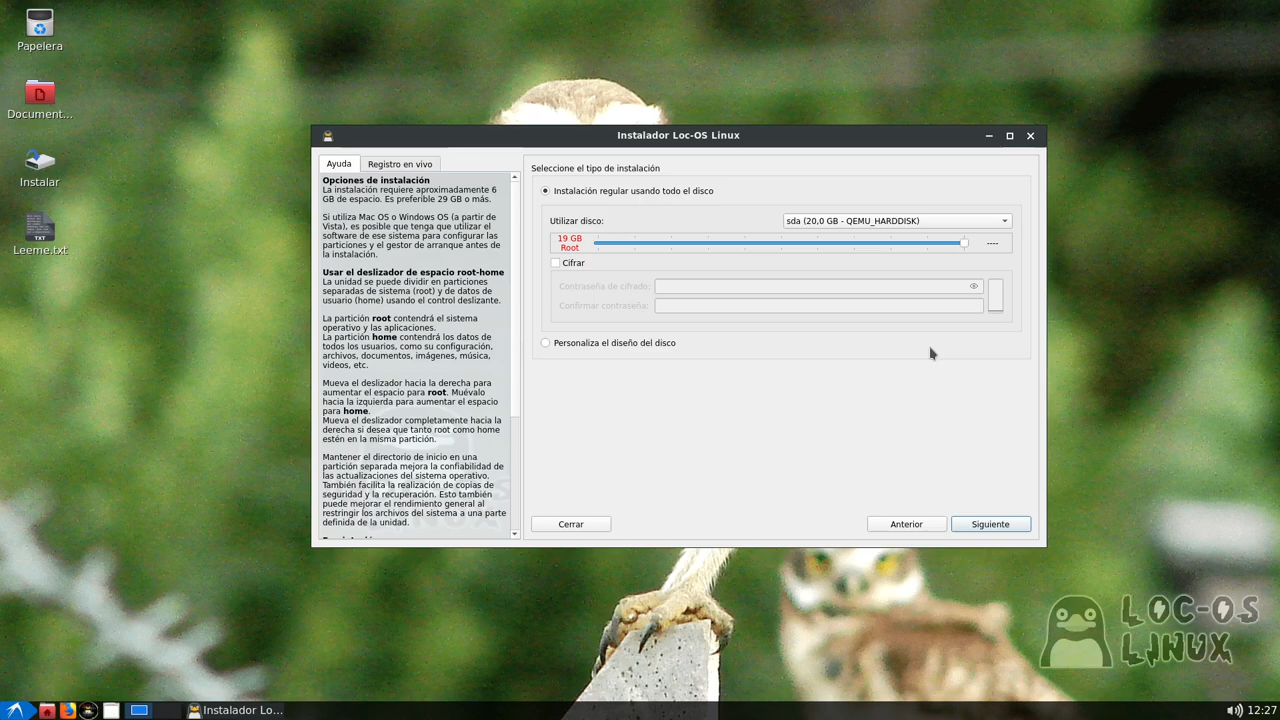 Papelera
Document...
Instalar
TXT
Leeme.txt
Instalador Loc-OS Linux
Ayuda
Registro en vivo
Opciones de instalación
La instalación requiere aproximadamente 6
GB de espacio. Es preferible 29 GB o más.
Si utiliza Mac OS o Windows OS (a partir de
Vista), es posible que tenga que utilizar el
software de ese sistema para configurar las
particiones y el gestor de arranque antes de
la instalación.
Usar el deslizador de espacio root-home
La unidad se puede dividir en particiones
separadas de sistema (root) y de datos de
usuario (home) usando el control deslizante.
La partición root contendrá el sistema
operativo y las aplicaciones.
La partición home contendrá los datos de
todos los usuarios, como su configuración,
archivos, documentos, imágenes, música,
videos, etc.
Mueva el deslizador hacia la derecha para
aumentar el espacio para root. Muévalo
hacia la izquierda para aumentar el espacio
para home.
Mueva el deslizador completamente hacia la
derecha si desea que tanto root como home
estén en la misma partición.
Mantener el directorio de inicio en una
partición separada mejora la confiabilidad de
las actualizaciones del sistema operativo.
También facilita la realización de copias de
seguridad y la recuperación. Esto también
puede mejorar el rendimiento general al
restringir los archivos del sistema a una parte
definida de la unidad.
Seleccione el tipo de instalación
Instalación regular usando todo el disco
Utilizar disco:
sda (20,0 GB - QEMU_HARDDISK)
19 GB
Root
----
Cifrar
Contraseña de cifrado:
Confirmar contraseña:
Personaliza el diseño del disco
Cerrar
Anterior
Siguiente
LOC-OS
LINUX
Instalador Lo...
12:27